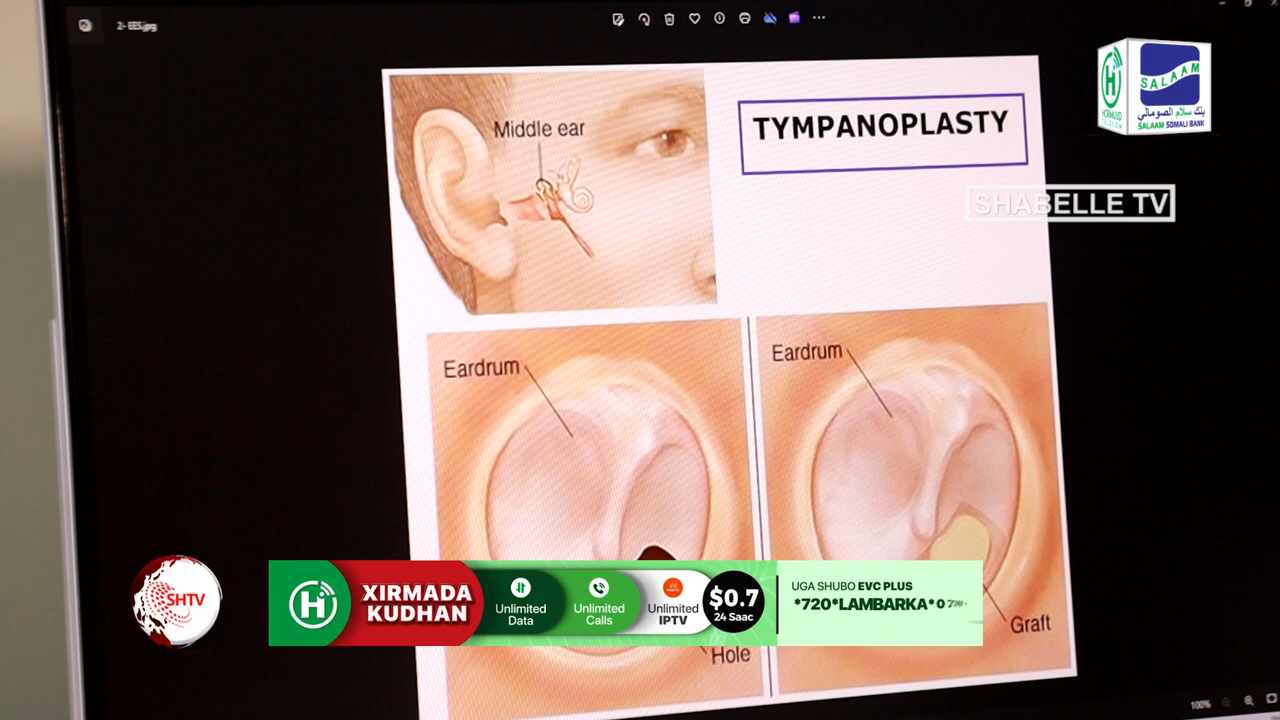 2- EES.jpg
Middle ear
TYMPANOPLASTY
HORMUUD
TELECOM
SALAAM
بنك سلام الصومالي
SALAAM SOMALI BANK
SHABELLE TV
Eardrum
Eardrum
Hole
Graft
SHTV
XIRMADA
KUDHAN
Unlimited
Data
Unlimited
Calls
Unlimited
IPTV
$0.7
24 Saac
UGA SHUBO EVC PLUS
*720*LAMBARKA*0
100%